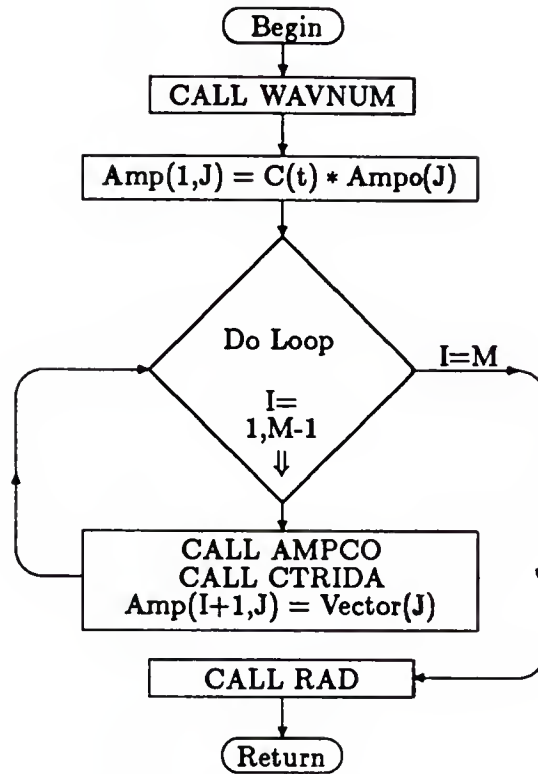 Begin
CALL WAVNUM
Amp(1,J) = C(t) * Ampo(J)
Do Loop
I=M
I=
1,M-1
⇓
CALL AMPCO
CALL CTRIDA
Amp(I+1,J) = Vector(J)
CALL RAD
Return